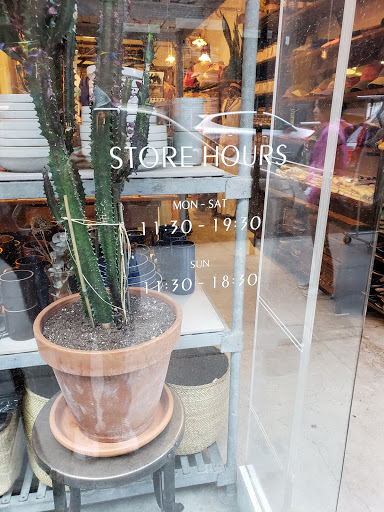 STORE HOURS
MON - SAT
11:30 - 19:30
SUN
11:30 - 18:30